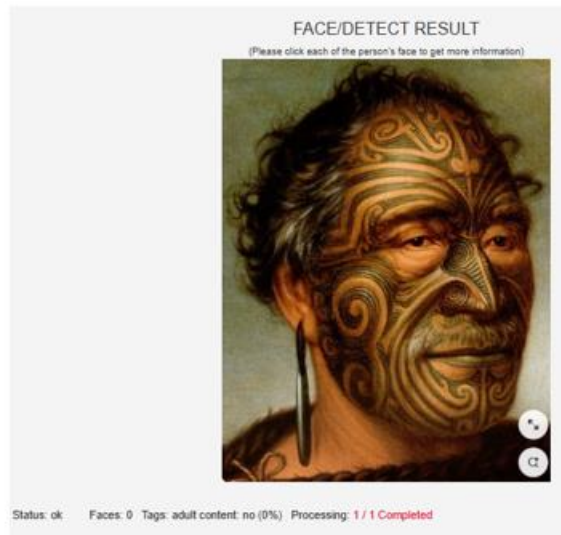 FACE/DETECT RESULT
(Please click each of the person's face to get more information)
Status: ok Faces: 0 Tags: adult content: no (0%) Processing: 1 / 1 Completed